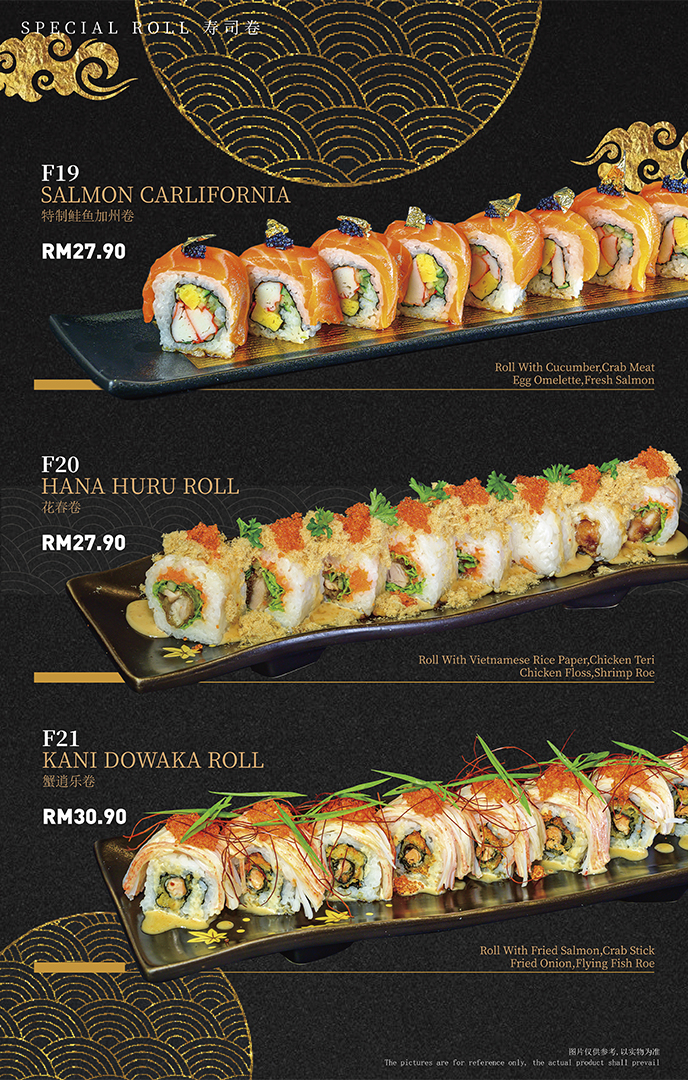 SPECIAL ROLL 寿司卷
F19
SALMON CARLIFORNIA
特制鲑鱼加州卷
RM27.90
Roll With Cucumber,Crab Meat
Egg Omelette,Fresh Salmon
F20
HANA HURU ROLL
花春卷
RM27.90
Roll With Vietnamese Rice Paper,Chicken Teri
Chicken Floss,Shrimp Roe
F21
KANI DOWAKA ROLL
蟹逍乐卷
RM30.90
Roll With Fried Salmon,Crab Stick
Fried Onion,Flying Fish Roe
图片仅供参考,以实物为准
The pictures are for reference only, the actual product shall prevail